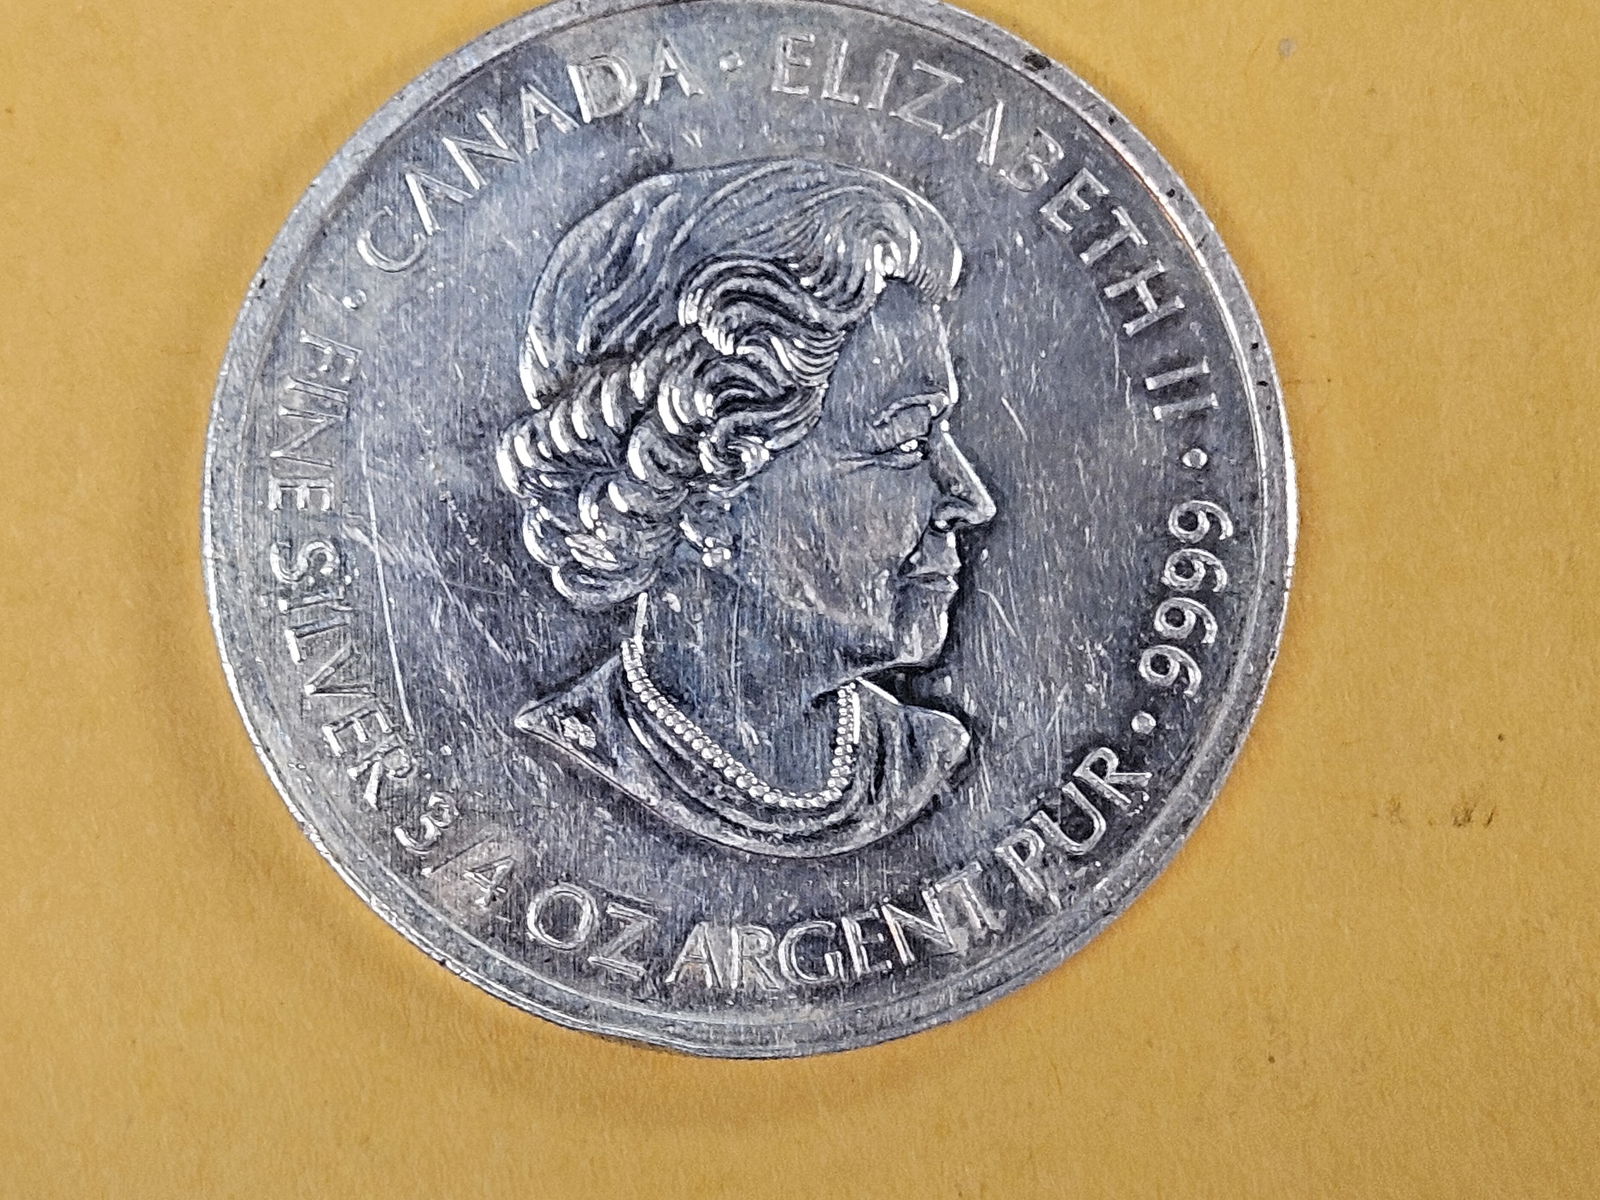 CANADA · ELIZABETH II · 9999 · FINE SILVER 3/4 OZ ARGENT PUR ·